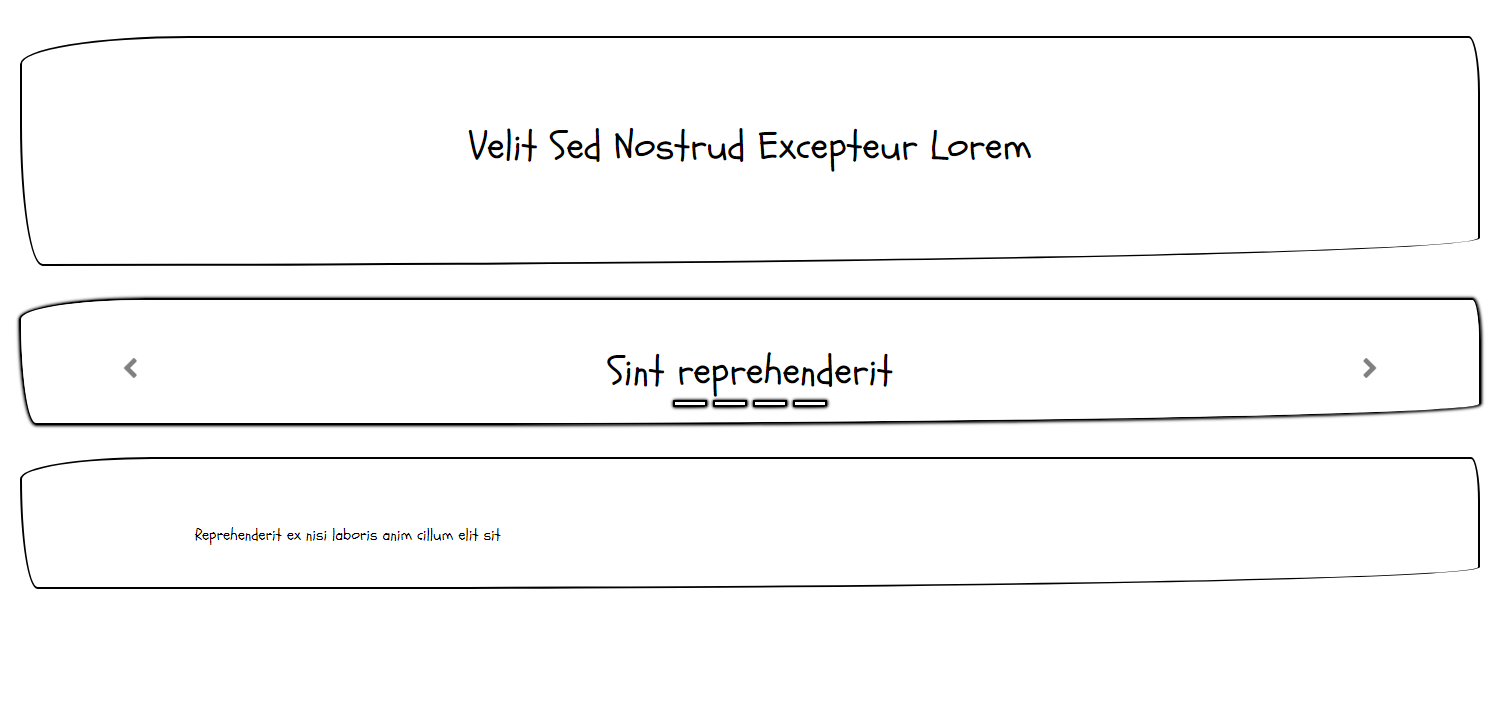 Velit Sed Nostrud Excepteur Lorem
Sint reprehenderit
Reprehenderit ex nisi laboris anim cillum elit sit